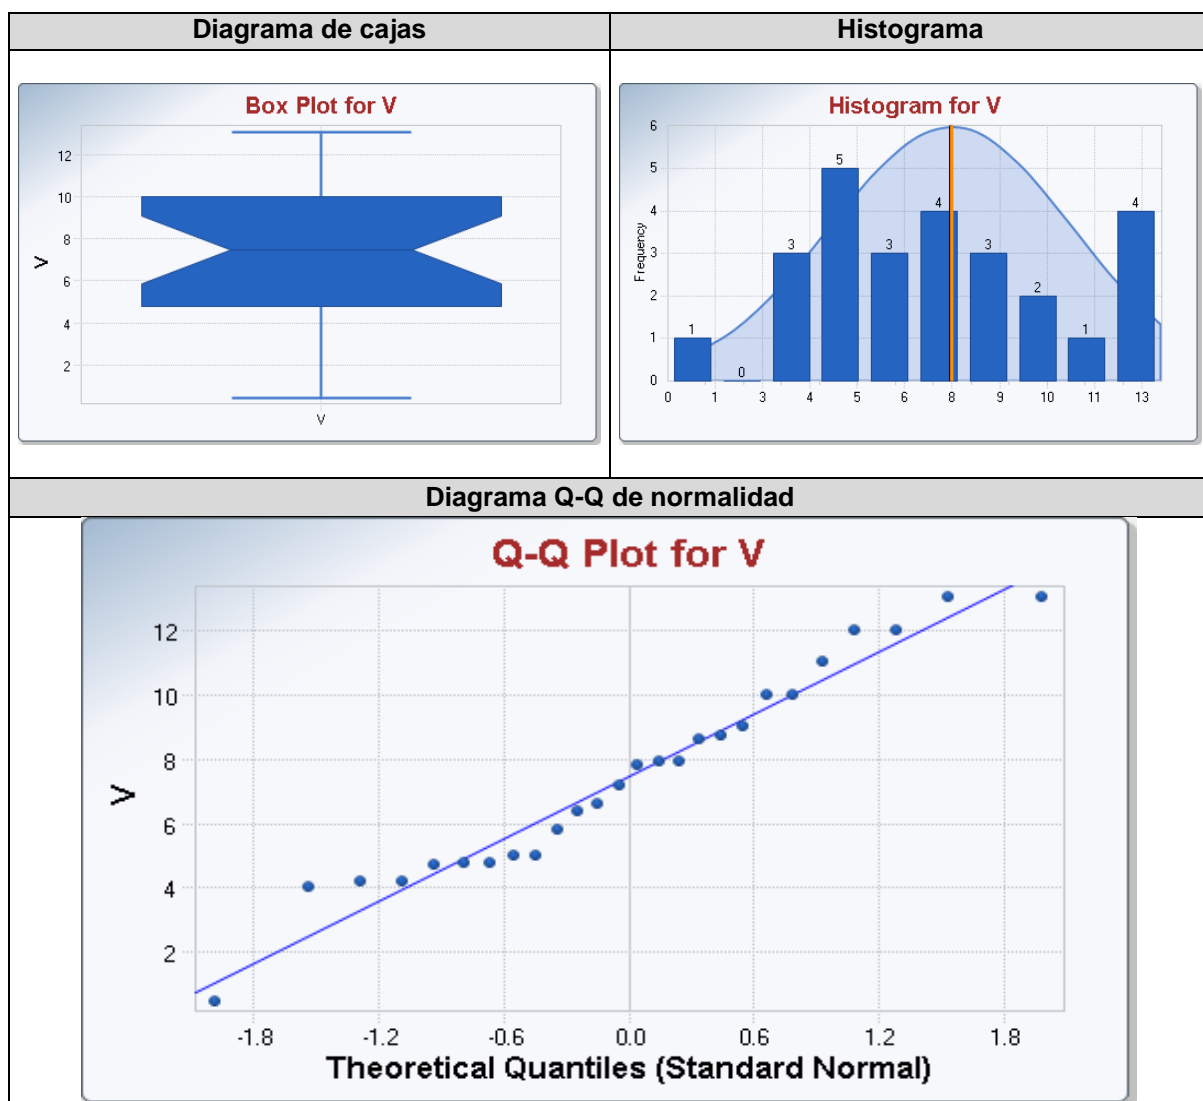 Diagrama de cajas
Histograma
Box Plot for V
12
10
8
6
4
2
V
V
Histogram for V
6
5
4
3
2
1
0
Frequency
1
0
3
5
3
4
3
2
1
4
0 1 3 4 5 6 8 9 10 11 13
Diagrama Q-Q de normalidad
Q-Q Plot for V
12
10
8
6
4
2
V
-1.8 -1.2 -0.6 0.0 0.6 1.2 1.8
Theoretical Quantiles (Standard Normal)